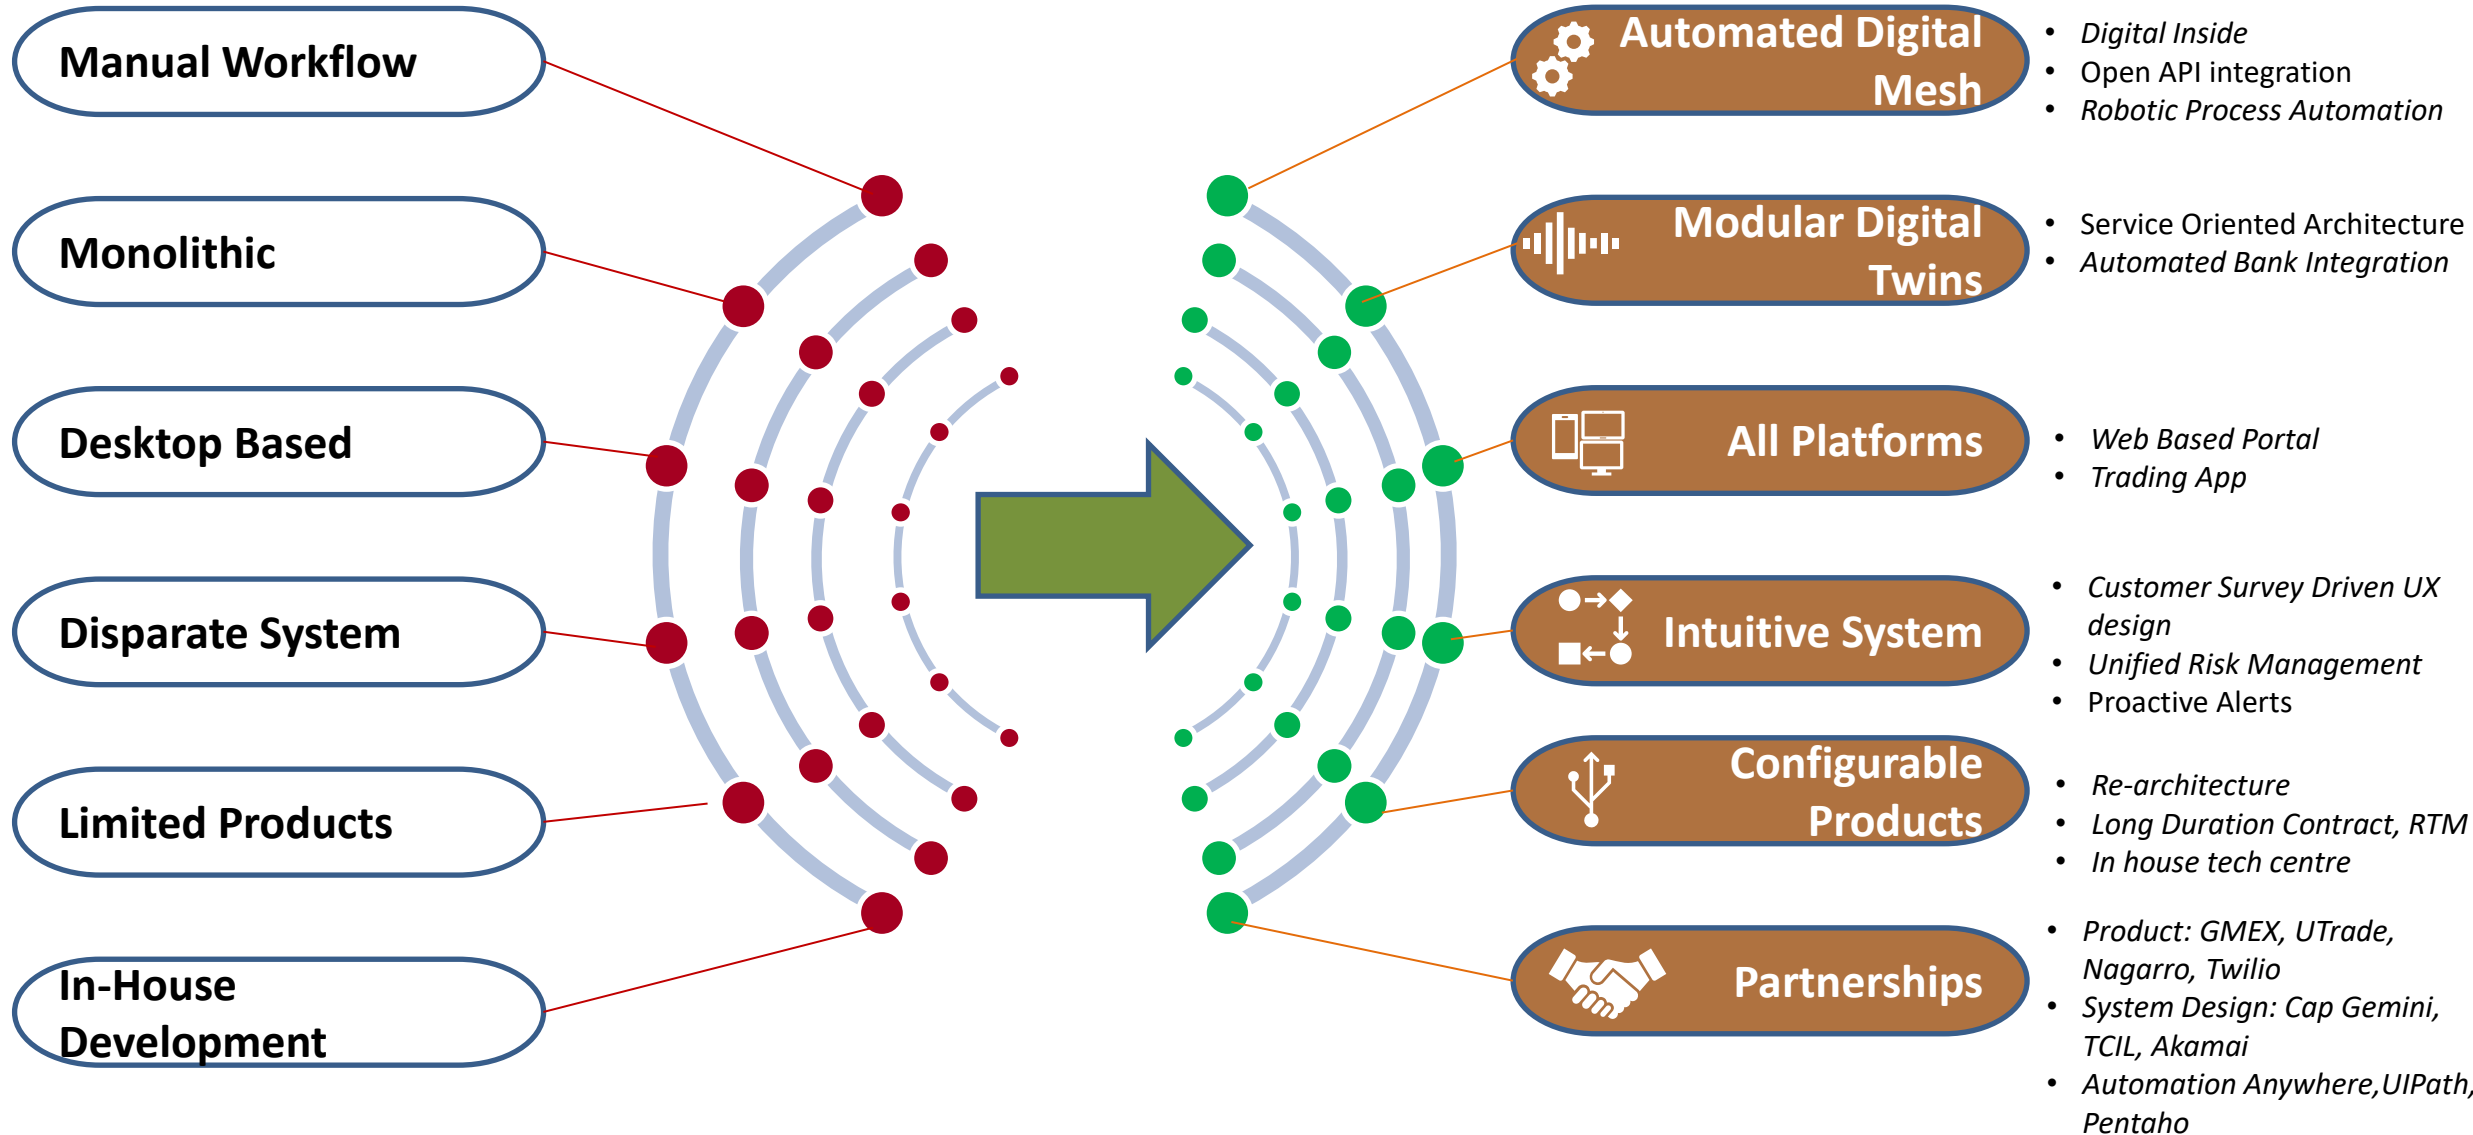 Manual Workflow
Monolithic
Desktop Based
Disparate System
Limited Products
In-House
Development
Automated Digital
Mesh
• Digital Inside
• Open API integration
• Robotic Process Automation
Modular Digital
Twins
• Service Oriented Architecture
• Automated Bank Integration
All Platforms
• Web Based Portal
• Trading App
Intuitive System
• Customer Survey Driven UX
design
• Unified Risk Management
• Proactive Alerts
Configurable
Products
• Re-architecture
• Long Duration Contract, RTM
• In house tech centre
Partnerships
• Product: GMEX, UTrade,
Nagarro, Twilio
• System Design: Cap Gemini,
TCIL, Akamai
• Automation Anywhere,UIPath,
Pentaho